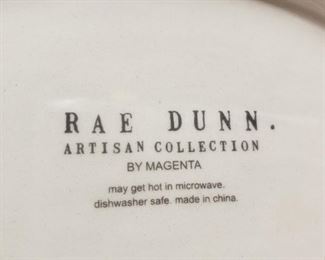 RAE DUNN.
ARTISAN COLLECTION
BY MAGENTA
may get hot in microwave.
dishwasher safe. made in china.